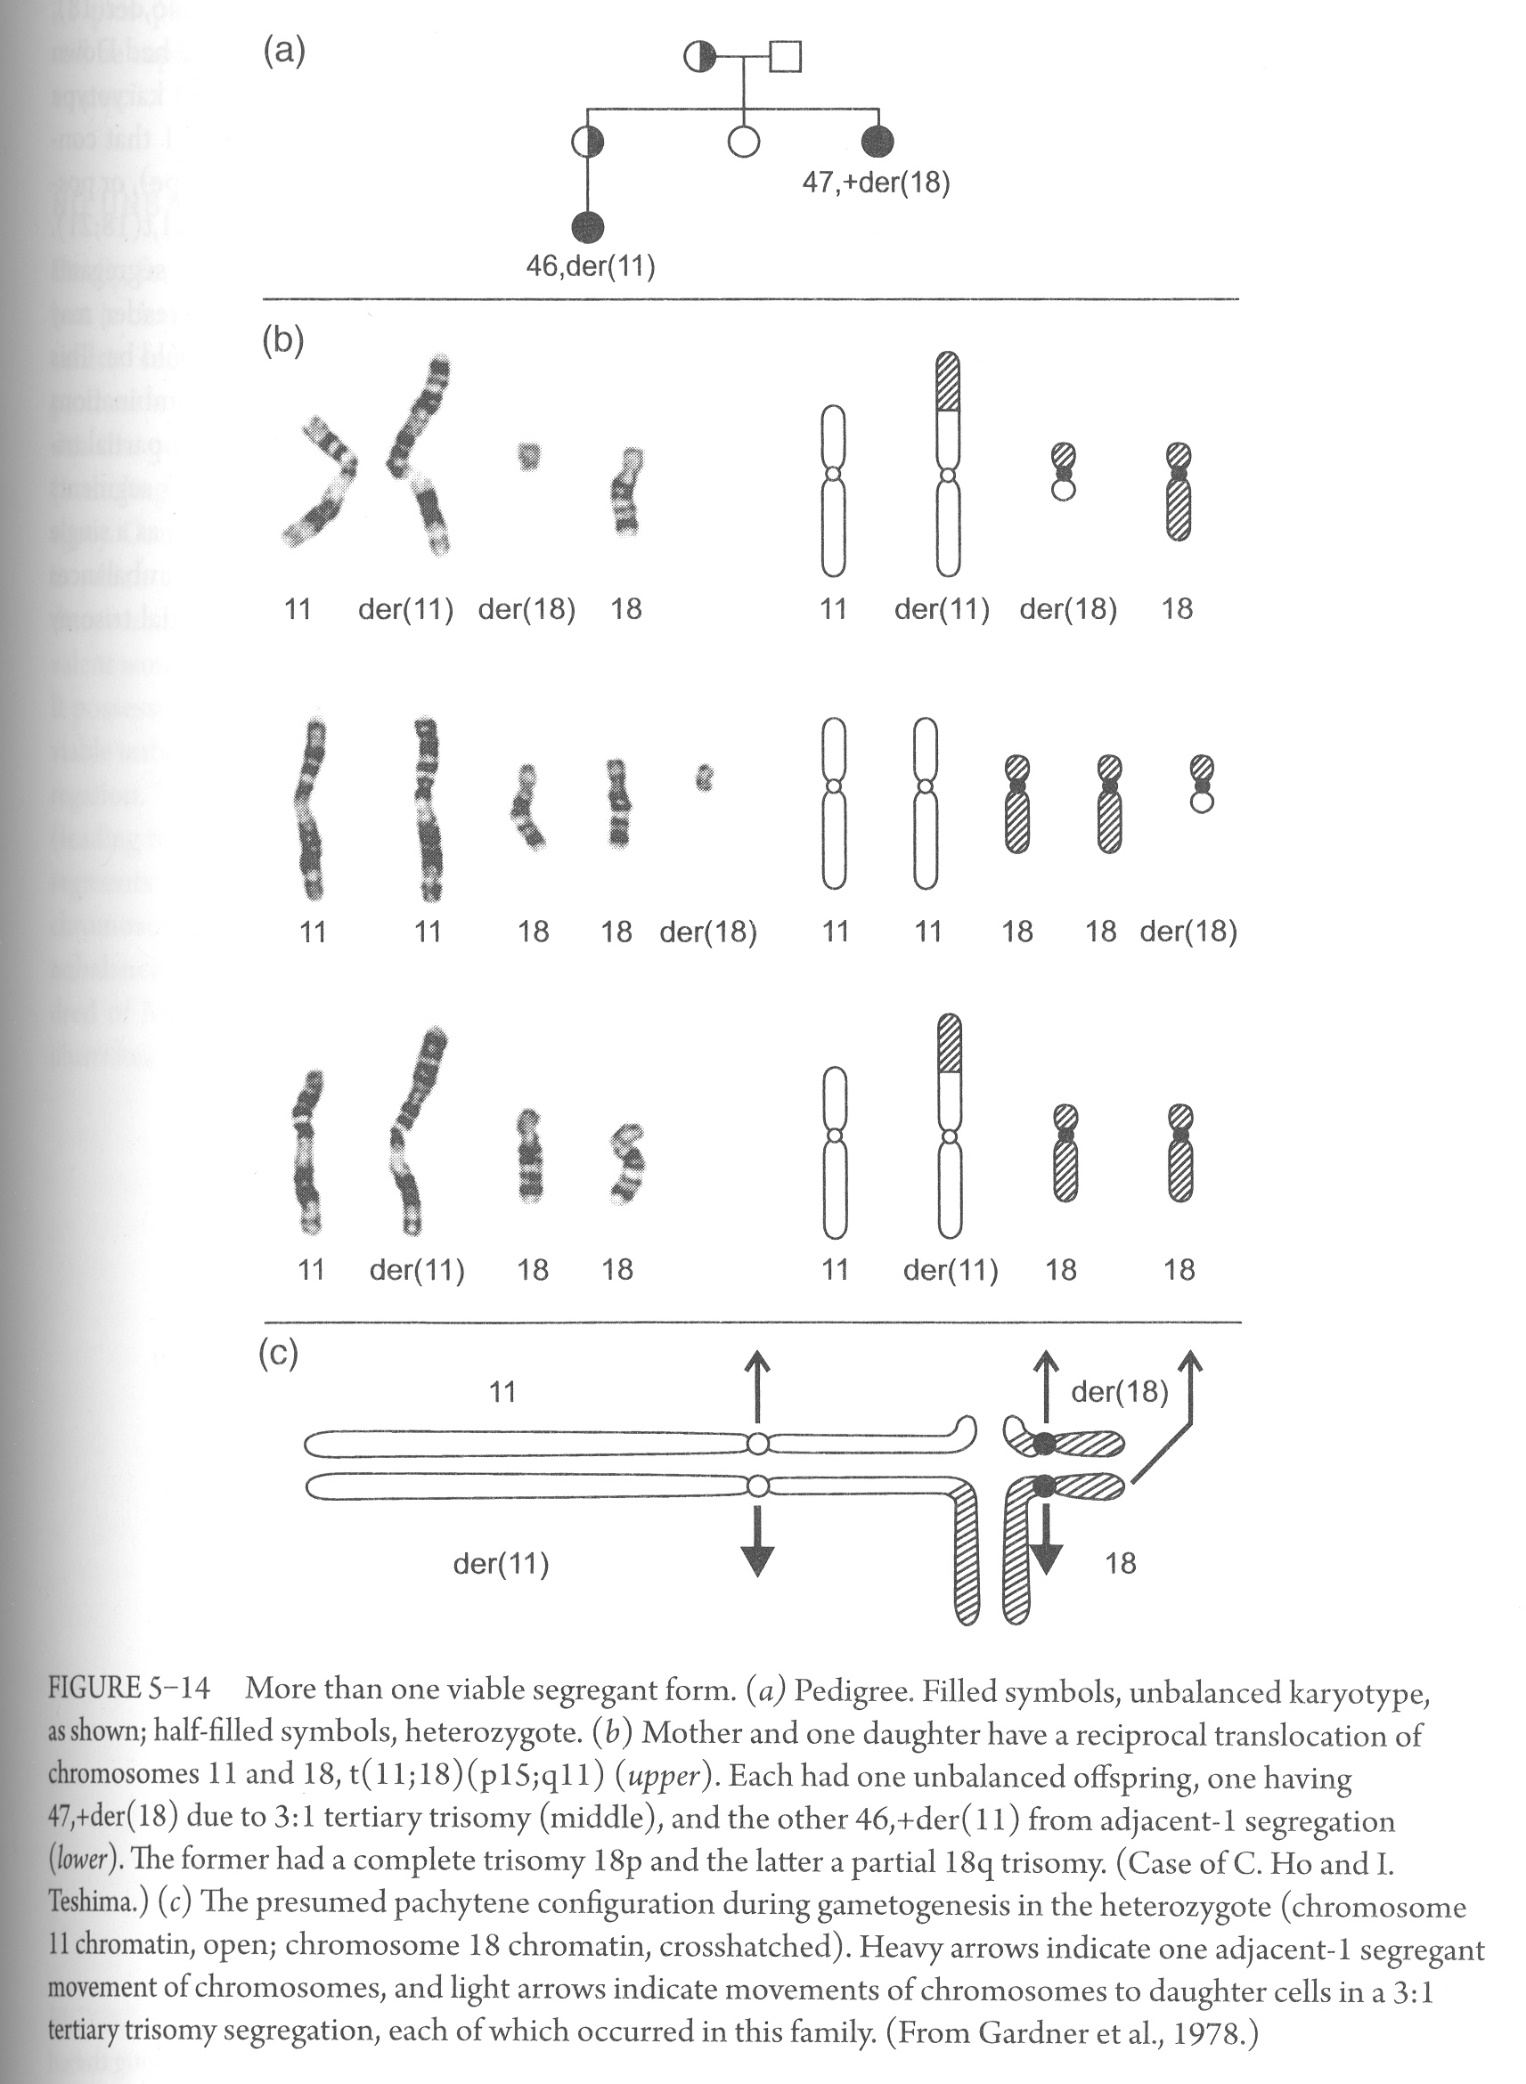 (a)
47,+der(18)
46,der(11)
(b)
11 der(11) der(18) 18 11 der(11) der(18) 18
11 11 18 18 der(18) 11 11 18 18 der(18)
11 der(11) 18 18 11 der(11) 18 18
(c)
11 der(18)
der(11) 18
FIGURE 5–14 More than one viable segregant form. (a) Pedigree. Filled symbols, unbalanced karyotype,
as shown; half-filled symbols, heterozygote. (b) Mother and one daughter have a reciprocal translocation of
chromosomes 11 and 18, t(11;18)(p15;q11) (upper). Each had one unbalanced offspring, one having
47,+der(18) due to 3:1 tertiary trisomy (middle), and the other 46,+der(11) from adjacent-1 segregation
(lower). The former had a complete trisomy 18p and the latter a partial 18q trisomy. (Case of C. Ho and I.
Teshima.) (c) The presumed pachytene configuration during gametogenesis in the heterozygote (chromosome
11 chromatin, open; chromosome 18 chromatin, crosshatched). Heavy arrows indicate one adjacent-1 segregant
movement of chromosomes, and light arrows indicate movements of chromosomes to daughter cells in a 3:1
tertiary trisomy segregation, each of which occurred in this family. (From Gardner et al., 1978.)